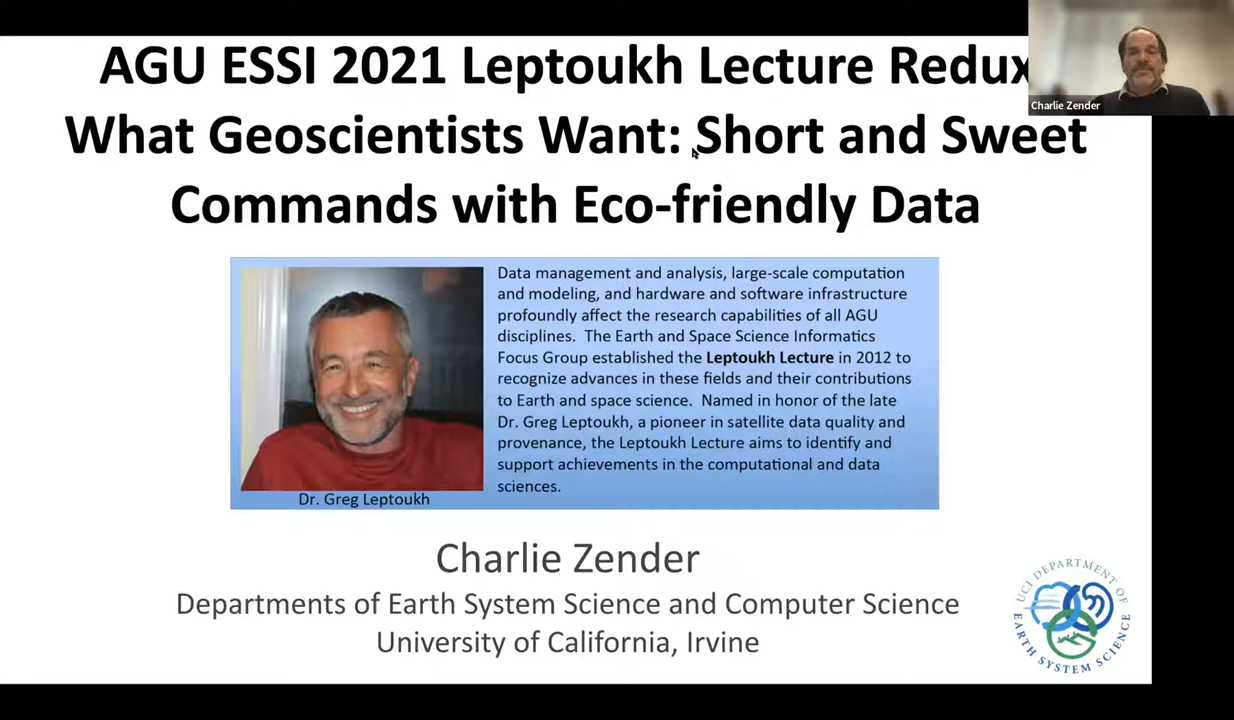 AGU ESSI 2021 Leptoukh Lecture Redux
What Geoscientists Want: Short and Sweet
Commands with Eco-friendly Data
Charlie Zender
Data management and analysis, large-scale computation
and modeling, and hardware and software infrastructure
profoundly affect the research capabilities of all AGU
disciplines. The Earth and Space Science Informatics
Focus Group established the Leptoukh Lecture in 2012 to
recognize advances in these fields and their contributions
to Earth and space science. Named in honor of the late
Dr. Greg Leptoukh, a pioneer in satellite data quality and
provenance, the Leptoukh Lecture aims to identify and
support achievements in the computational and data
sciences.
Dr. Greg Leptoukh
Charlie Zender
Departments of Earth System Science and Computer Science
University of California, Irvine
UCI DEPARTMENT OF
EARTH SYSTEM SCIENCE